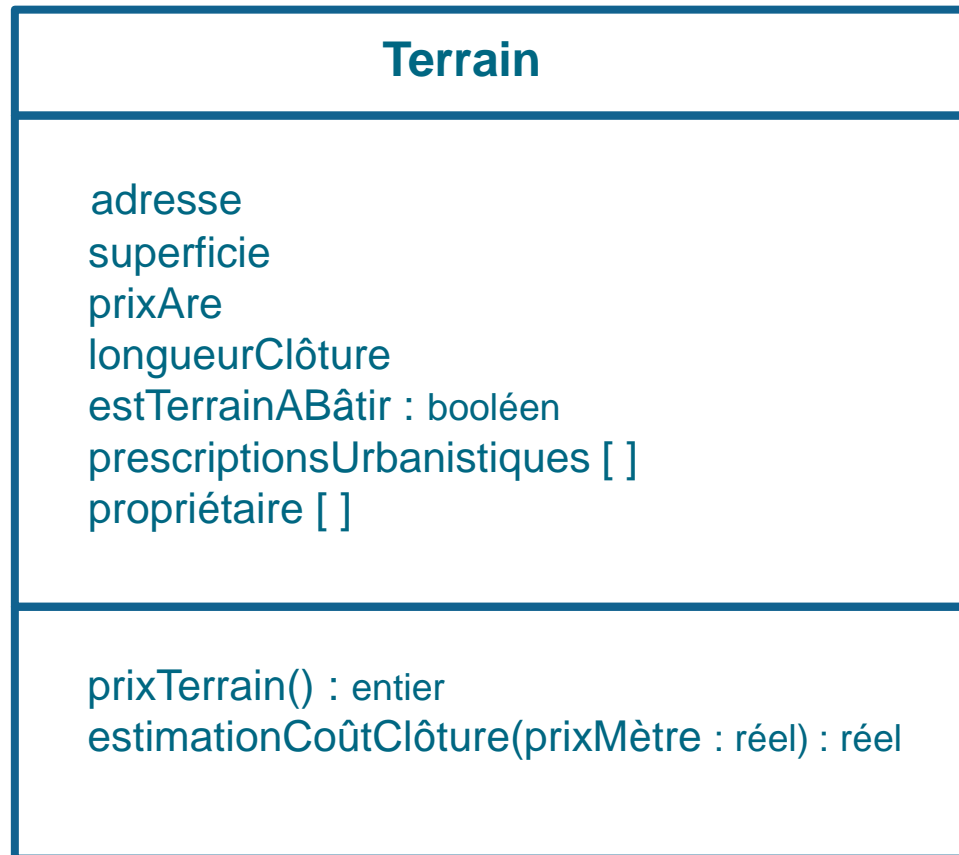 Terrain
adresse
superficie
prixAre
longueurClôture
estTerrainABâtir : booléen
prescriptionsUrbanistiques [ ]
propriétaire [ ]
prixTerrain() : entier
estimationCoûtClôture(prixMètre : réel) : réel